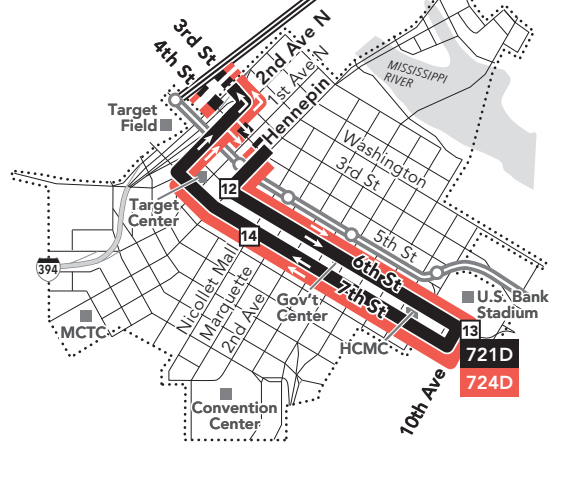 3rd St
4th St
2nd Ave N
1st Ave N
Hennepin
MISSISSIPPI
RIVER
Target
Field
Washington
3rd St
12
Target
Center
14
5th St
394
6th St
7th St
Nicollet Mall
Marquette
2nd Ave
Gov't
Center
U.S. Bank
Stadium
MCTC
HCMC
13
721D
724D
10th Ave
Convention
Center